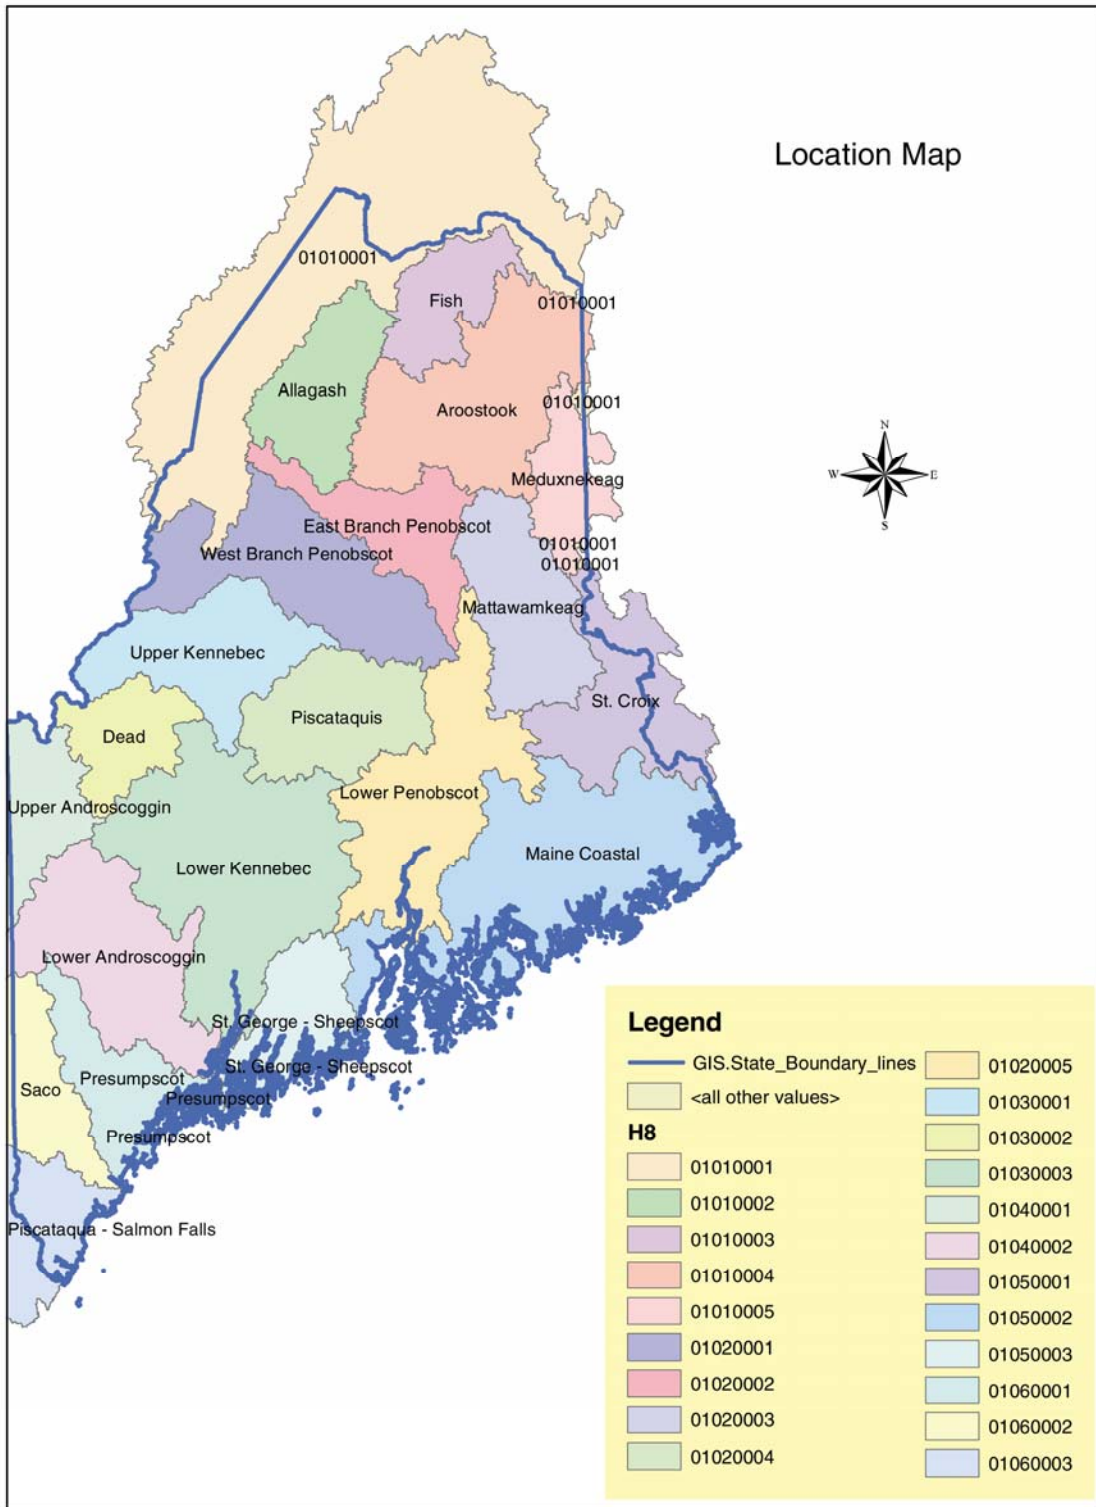 Location Map
01010001
Fish
01010001
Allagash
01010001
Aroostook
N
W
E
S
Meduxnekeag
East Branch Penobscot
01010001
West Branch Penobscot
01010001
Mattawamkeag
Upper Kennebec
St. Croix
Piscataquis
Dead
Lower Penobscot
Upper Androscoggin
Maine Coastal
Lower Kennebec
Lower Androscoggin
St. George - Sheepscot
St. George - Sheepscot
Presumpscot
Saco
Presumpscot
Presumpscot
Piscataqua - Salmon Falls
Legend
GIS.State_Boundary_lines
<all other values>
H8
01010001
01010002
01010003
01010004
01010005
01020001
01020002
01020003
01020004
01020005
01030001
01030002
01030003
01040001
01040002
01050001
01050002
01050003
01060001
01060002
01060003